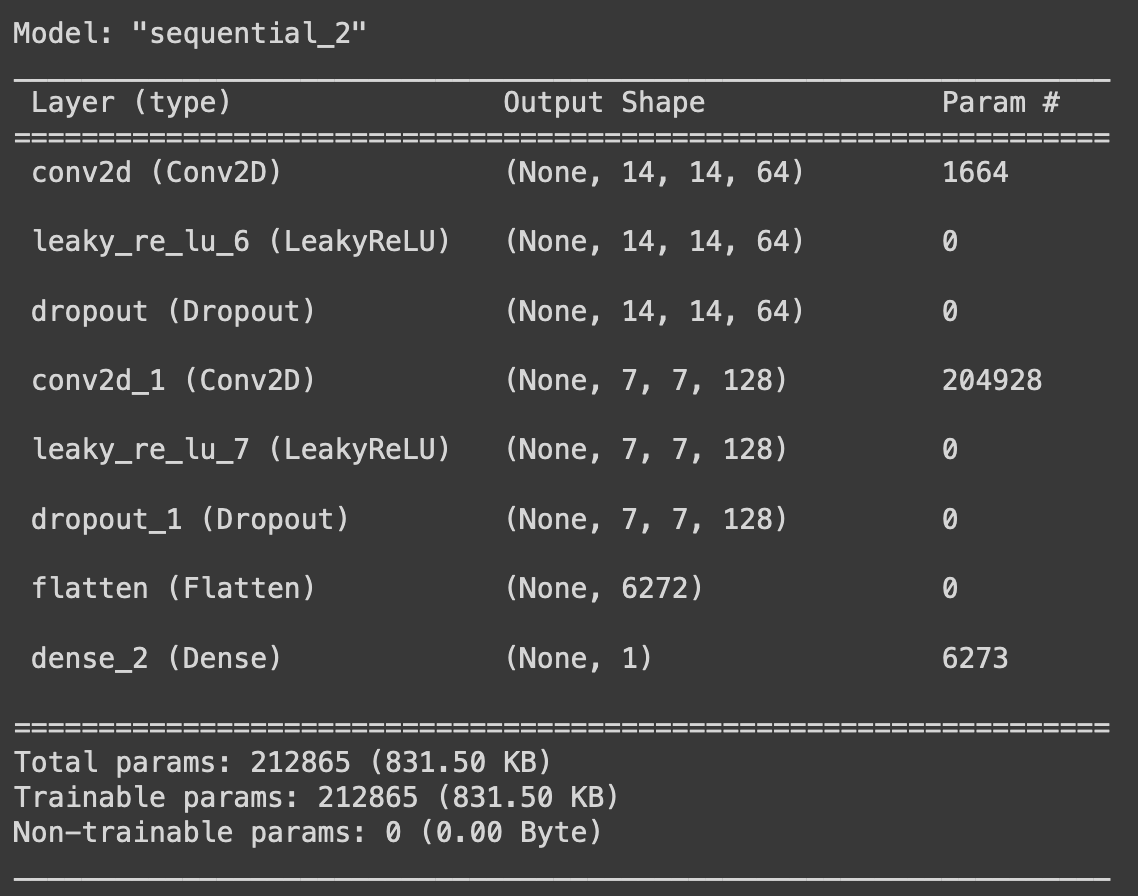 Model: "sequential_2"
_________________________________________________________________
Layer (type) Output Shape Param #
=================================================================
conv2d (Conv2D) (None, 14, 14, 64) 1664
leaky_re_lu_6 (LeakyReLU) (None, 14, 14, 64) 0
dropout (Dropout) (None, 14, 14, 64) 0
conv2d_1 (Conv2D) (None, 7, 7, 128) 204928
leaky_re_lu_7 (LeakyReLU) (None, 7, 7, 128) 0
dropout_1 (Dropout) (None, 7, 7, 128) 0
flatten (Flatten) (None, 6272) 0
dense_2 (Dense) (None, 1) 6273
=================================================================
Total params: 212865 (831.50 KB)
Trainable params: 212865 (831.50 KB)
Non-trainable params: 0 (0.00 Byte)
_________________________________________________________________